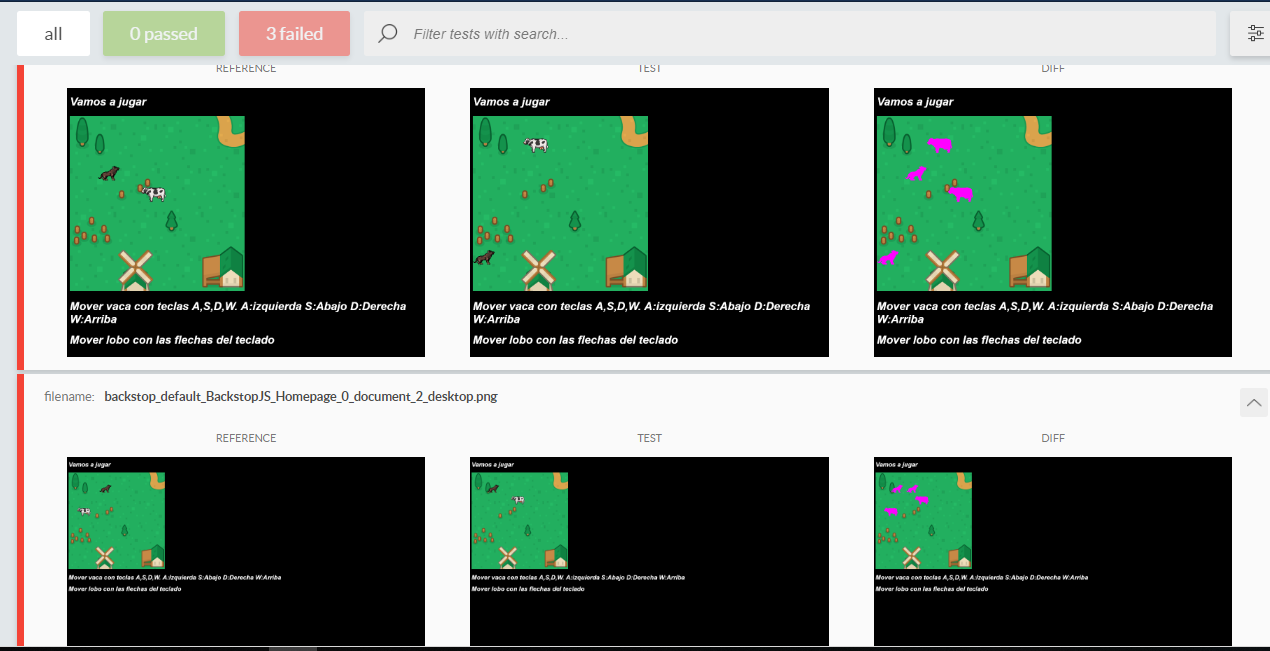 all
0 passed
3 failed
Filter tests with search...
REFERENCE
TEST
DIFF
Vamos a jugar
Vamos a jugar
Vamos a jugar
Mover vaca con teclas A,S,D,W. A:izquierda S:Abajo D:Derecha
W:Arriba
Mover lobo con las flechas del teclado
Mover vaca con teclas A,S,D,W. A:izquierda S:Abajo D:Derecha
W:Arriba
Mover lobo con las flechas del teclado
Mover vaca con teclas A,S,D,W. A:izquierda S:Abajo D:Derecha
W:Arriba
Mover lobo con las flechas del teclado
filename: backstop_default_BackstopJS_Homepage_0_document_2_desktop.png
REFERENCE
TEST
DIFF
Vamos a jugar
Vamos a jugar
Vamos a jugar
Mover vaca con teclas A,S,D,W. A:izquierda S:Abajo D:Derecha W:Arriba
Mover lobo con las flechas del teclado
Mover vaca con teclas A,S,D,W. A:izquierda S:Abajo D:Derecha W:Arriba
Mover lobo con las flechas del teclado
Mover vaca con teclas A,S,D,W. A:izquierda S:Abajo D:Derecha W:Arriba
Mover lobo con las flechas del teclado